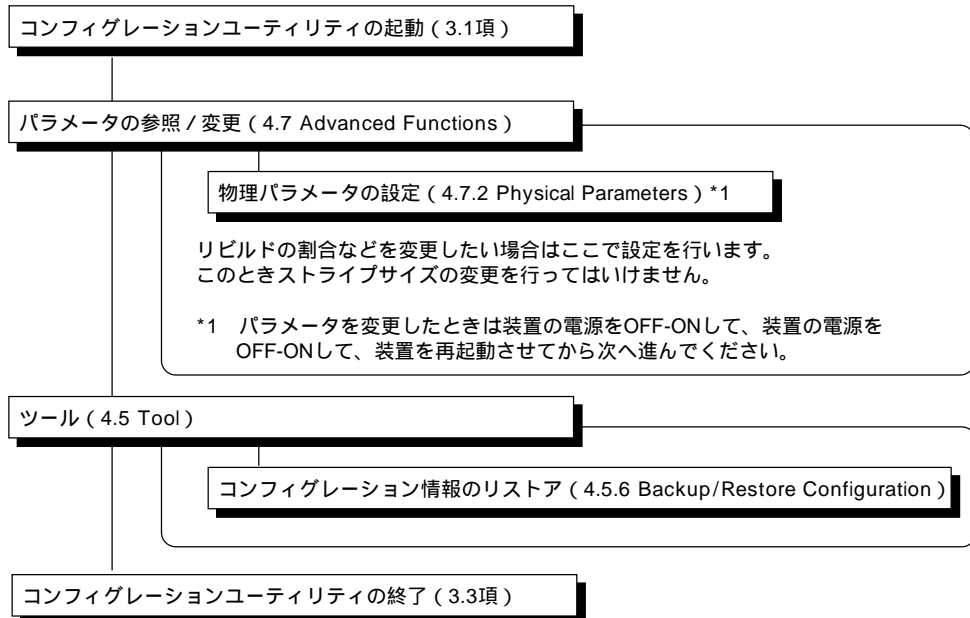 コンフィグレーションユーティリティの起動（3.1項）
パラメータの参照／変更（4.7 Advanced Functions）
物理パラメータの設定（4.7.2 Physical Parameters）*1
リビルドの割合などを変更したい場合はここで設定を行います。
このときストライプサイズの変更を行ってはいけません。
*1　パラメータを変更したときは装置の電源をOFF-ONして、装置の電源を
OFF-ONして、装置を再起動させてから次へ進んでください。
ツール（4.5 Tool）
コンフィグレーション情報のリストア（4.5.6 Backup/Restore Configuration）
コンフィグレーションユーティリティの終了（3.3項）